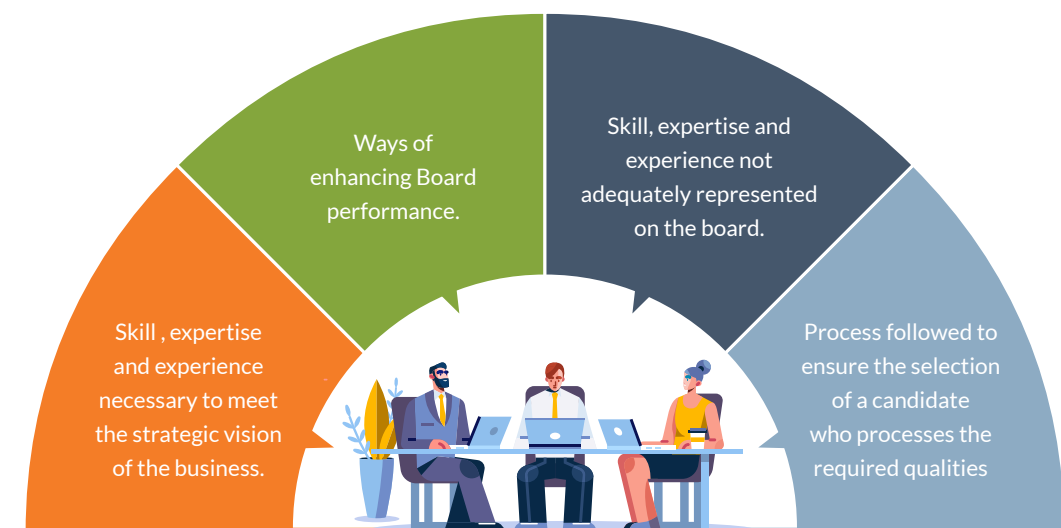 Skill , expertise
and experience
necessary to meet
the strategic vision
of the business.
Ways of
enhancing Board
performance.
Skill, expertise and
experience not
adequately represented
on the board.
Process followed to
ensure the selection
of a candidate
who processes the
required qualities